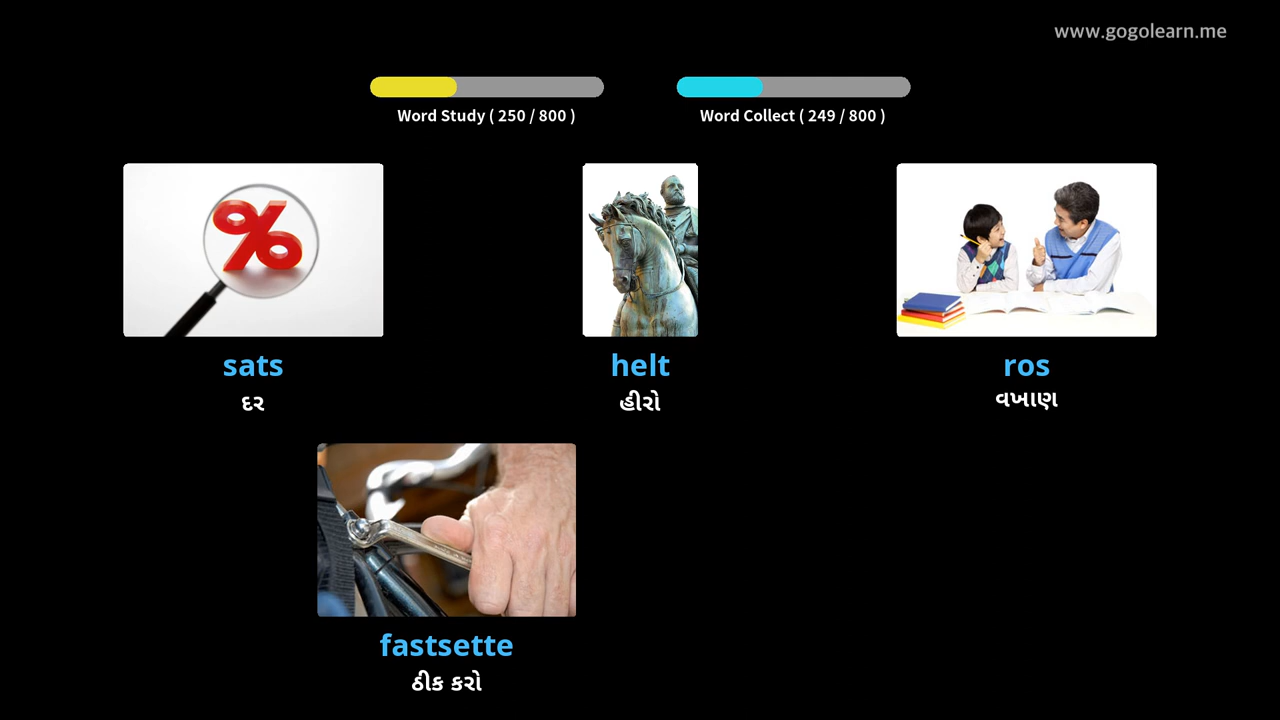 www.gogolearn.me
Word Study ( 250 / 800 )
Word Collect ( 249 / 800 )
%
sats
દર
helt
હીરો
ros
વખાણ
fastsette
ઠીક કરો